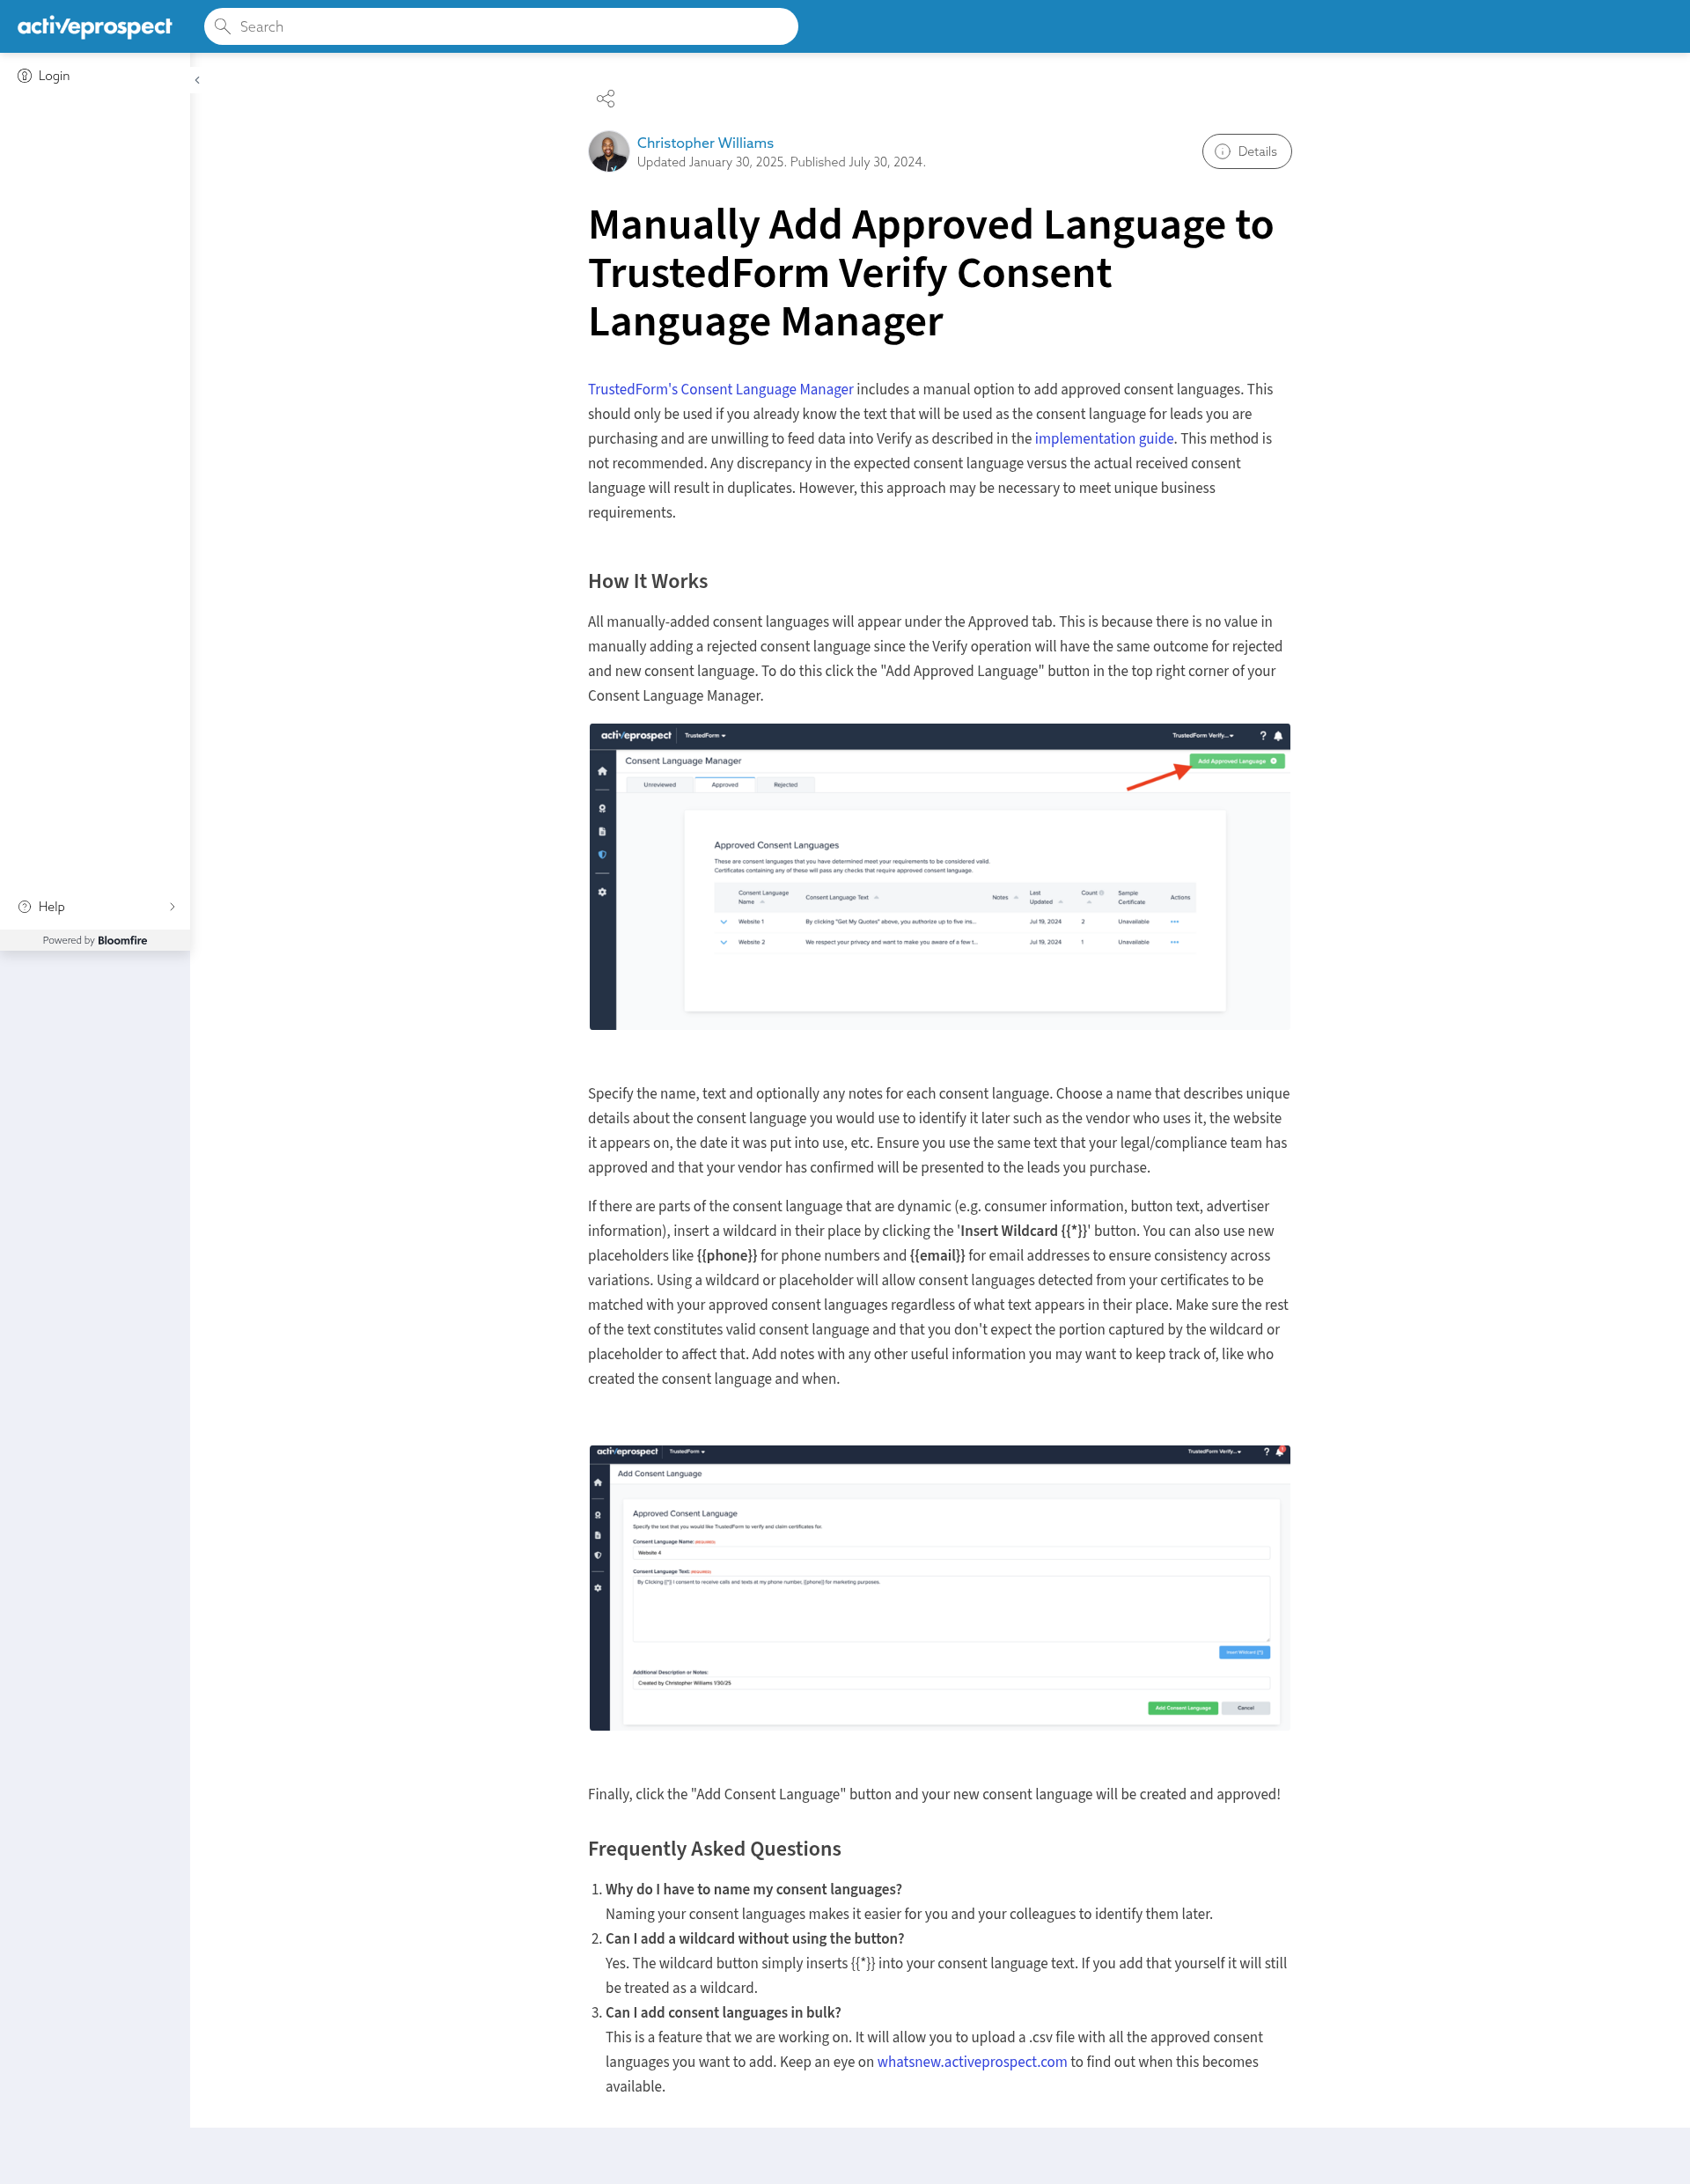 activeprospect
Search
Login
Christopher Williams
Updated January 30, 2025. Published July 30, 2024.
Details
Manually Add Approved Language to
TrustedForm Verify Consent
Language Manager
TrustedForm's Consent Language Manager includes a manual option to add approved consent languages. This
should only be used if you already know the text that will be used as the consent language for leads you are
purchasing and are unwilling to feed data into Verify as described in the implementation guide. This method is
not recommended. Any discrepancy in the expected consent language versus the actual received consent
language will result in duplicates. However, this approach may be necessary to meet unique business
requirements.
How It Works
All manually-added consent languages will appear under the Approved tab. This is because there is no value in
manually adding a rejected consent language since the Verify operation will have the same outcome for rejected
and new consent language. To do this click the "Add Approved Language" button in the top right corner of your
Consent Language Manager.
activeprospect TrustedForm TrustedForm Verify... ?
Consent Language Manager Add Approved Language
Unreviewed Approved Rejected
Approved Consent Languages
These are consent languages that you have determined meet your requirements to be considered valid.
Certificates containing any of these will pass any checks that require approved consent language.
Consent Language Name Consent Language Text Notes Last Updated Count Sample Certificate Actions
Website 1 By clicking "Get My Quotes" above, you authorize up to five ins... Jul 19, 2024 2 Unavailable ...
Website 2 We respect your privacy and want to make you aware of a few t... Jul 19, 2024 1 Unavailable ...
Help
Powered by Bloomfire
Specify the name, text and optionally any notes for each consent language. Choose a name that describes unique
details about the consent language you would use to identify it later such as the vendor who uses it, the website
it appears on, the date it was put into use, etc. Ensure you use the same text that your legal/compliance team has
approved and that your vendor has confirmed will be presented to the leads you purchase.
If there are parts of the consent language that are dynamic (e.g. consumer information, button text, advertiser
information), insert a wildcard in their place by clicking the 'Insert Wildcard {{*}}' button. You can also use new
placeholders like {{phone}} for phone numbers and {{email}} for email addresses to ensure consistency across
variations. Using a wildcard or placeholder will allow consent languages detected from your certificates to be
matched with your approved consent languages regardless of what text appears in their place. Make sure the rest
of the text constitutes valid consent language and that you don't expect the portion captured by the wildcard or
placeholder to affect that. Add notes with any other useful information you may want to keep track of, like who
created the consent language and when.
activeprospect TrustedForm TrustedForm Verify... ?
Add Consent Language
Approved Consent Language
Specify the text that you would like TrustedForm to verify and claim certificates for.
Consent Language Name: (REQUIRED)
Website 4
Consent Language Text: (REQUIRED)
By Clicking {{*}} I consent to receive calls and texts at my phone number, {{phone}} for marketing purposes.
Insert Wildcard {{*}}
Additional Description or Notes:
Created by Christopher Williams 1/30/25
Add Consent Language Cancel
Finally, click the "Add Consent Language" button and your new consent language will be created and approved!
Frequently Asked Questions
1. Why do I have to name my consent languages?
Naming your consent languages makes it easier for you and your colleagues to identify them later.
2. Can I add a wildcard without using the button?
Yes. The wildcard button simply inserts {{*}} into your consent language text. If you add that yourself it will still
be treated as a wildcard.
3. Can I add consent languages in bulk?
This is a feature that we are working on. It will allow you to upload a .csv file with all the approved consent
languages you want to add. Keep an eye on whatsnew.activeprospect.com to find out when this becomes
available.